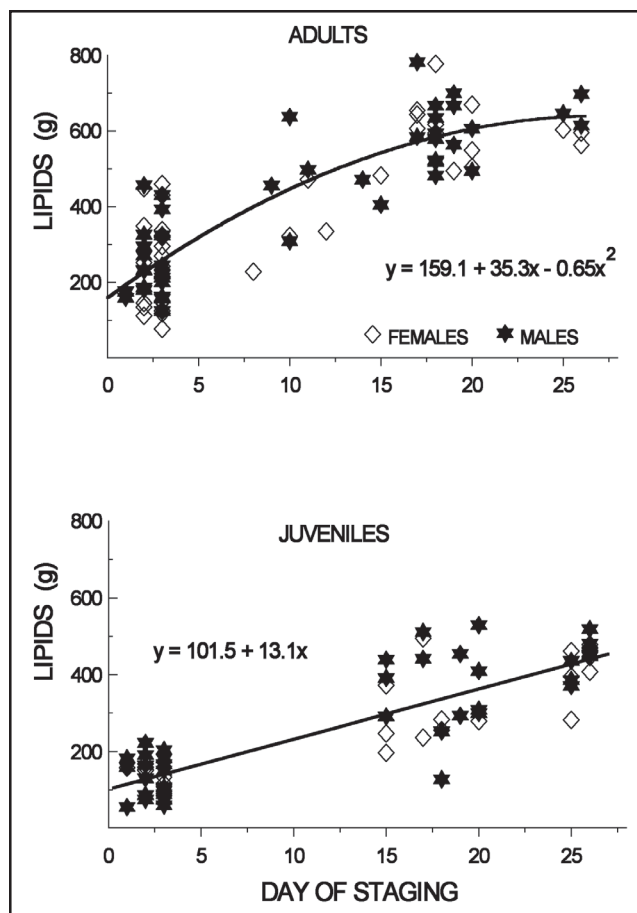 ADULTS
800
600
400
200
LIPIDS (g)
y = 159.1 + 35.3x - 0.65x²
FEMALES MALES
0 5 10 15 20 25
JUVENILES
800
600
400
200
0
LIPIDS (g)
y = 101.5 + 13.1x
0 5 10 15 20 25
DAY OF STAGING